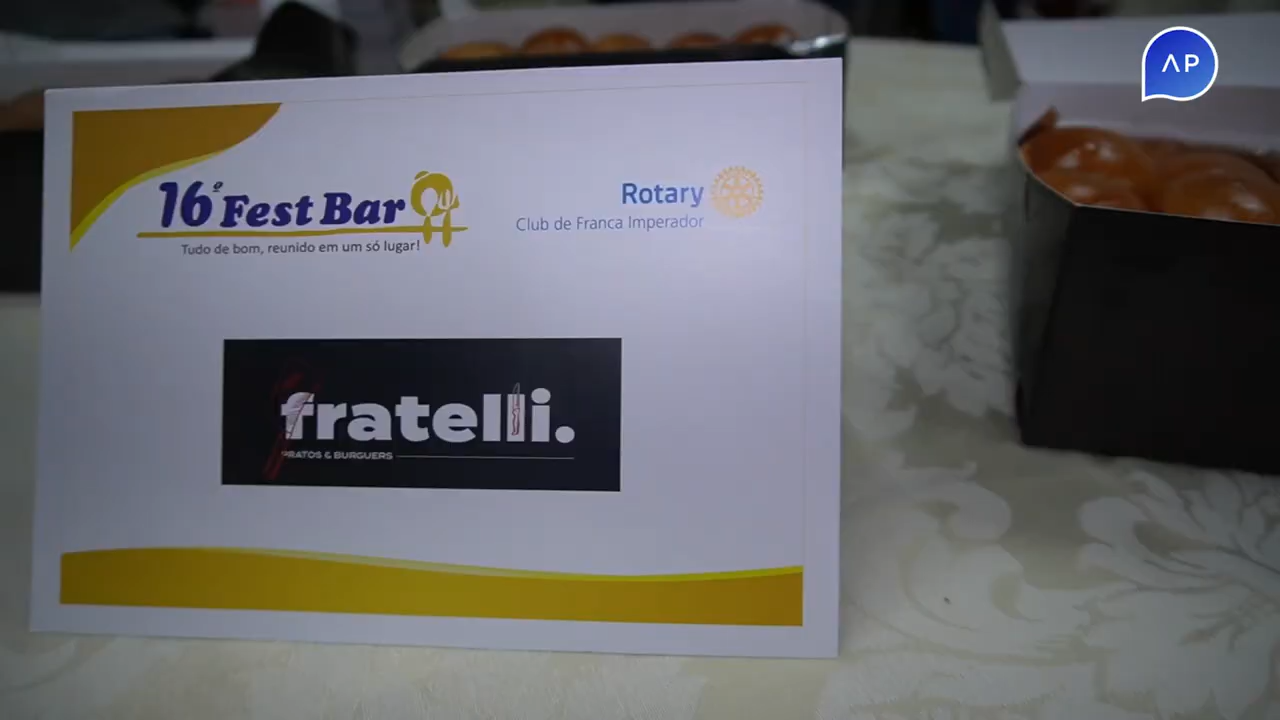 AP
16º Fest Bar
Tudo de bom, reunido em um só lugar!
Rotary
Club de Franca Imperador
fratelli.
PRATOS & BURGUERS